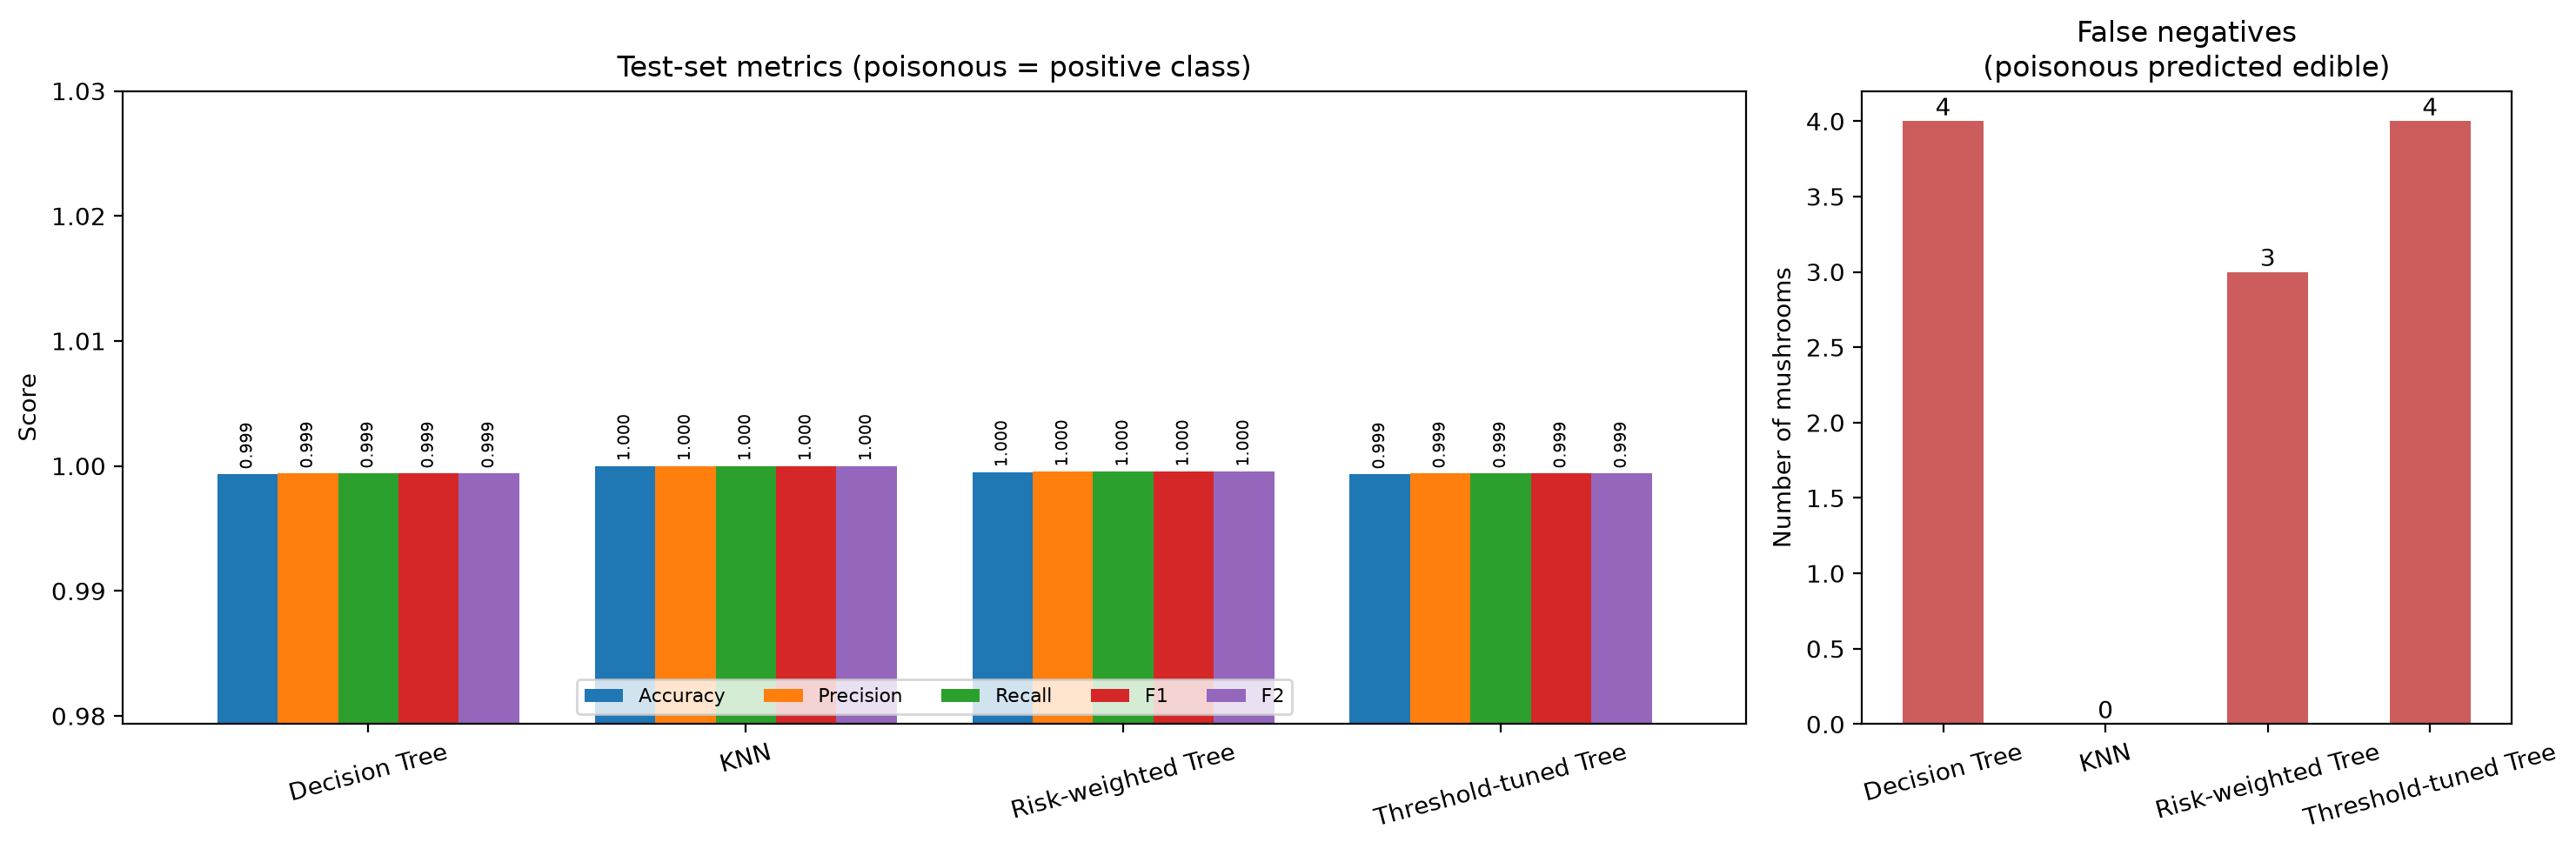 Test-set metrics (poisonous = positive class)
1.03
1.02
1.01
1.00
0.99
0.98
Score
0.999 0.999 0.999 0.999 0.999
1.000 1.000 1.000 1.000 1.000
1.000 1.000 1.000 1.000 1.000
0.999 0.999 0.999 0.999 0.999
Accuracy Precision Recall F1 F2
Decision Tree
KNN
Risk-weighted Tree
Threshold-tuned Tree
False negatives
(poisonous predicted edible)
4.0
3.5
3.0
2.5
2.0
1.5
1.0
0.5
0.0
Number of mushrooms
4
0
3
4
Decision Tree
KNN
Risk-weighted Tree
Threshold-tuned Tree